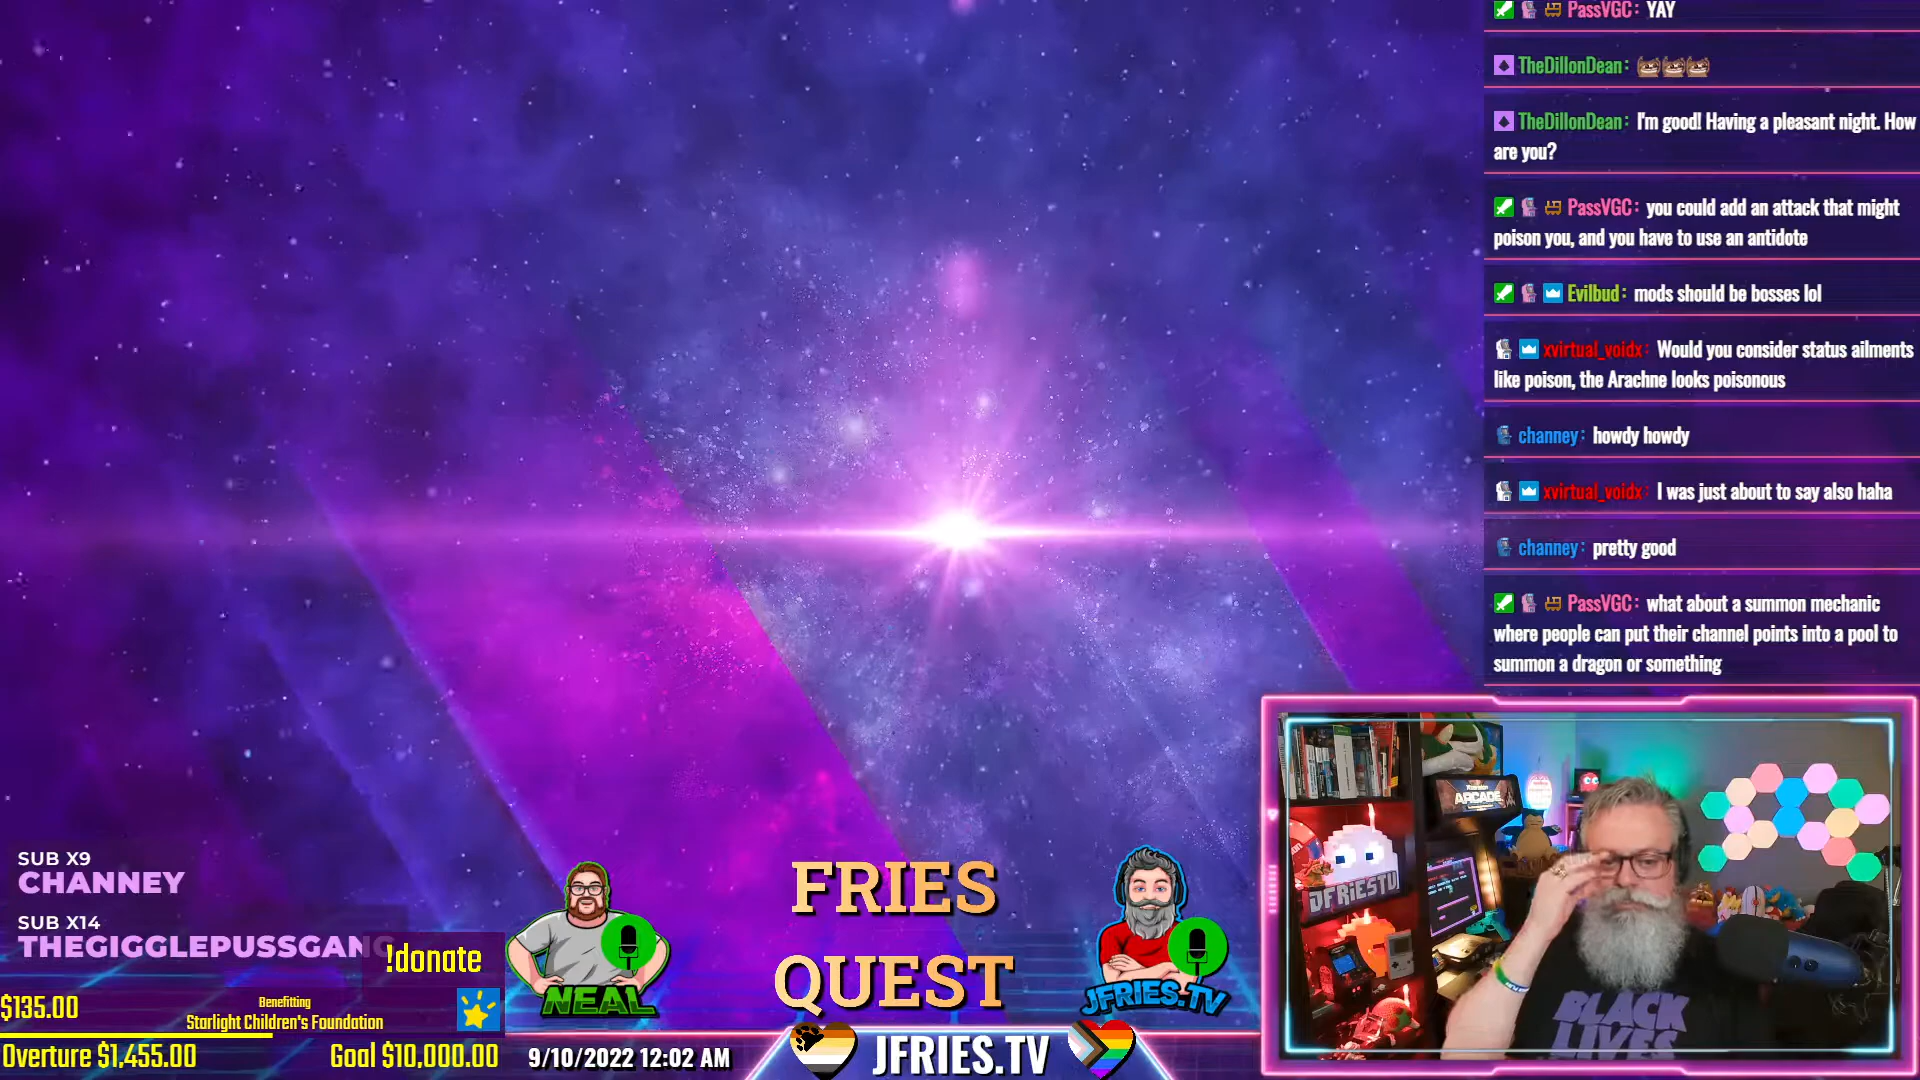 PassVGC: YAY
TheDillonDean:
TheDillonDean: I'm good! Having a pleasant night. How
are you?
PassVGC: you could add an attack that might
poison you, and you have to use an antidote
Evilbud: mods should be bosses lol
xvirtual_voidx: Would you consider status ailments
like poison, the Arachne looks poisonous
channey: howdy howdy
xvirtual_voidx: I was just about to say also haha
channey: pretty good
PassVGC: what about a summon mechanic
where people can put their channel points into a pool to
summon a dragon or something
SUB X9
CHANNEY
SUB X14
THEGIGGLEPUSSGANG
!donate
$135.00
Benefitting
Starlight Children's Foundation
Overture $1,455.00
Goal $10,000.00
9/10/2022 12:02 AM
NEAL
FRIES
QUEST
JFRIES.TV
JFRIES.TV
ARCADE
DFRIESTV
BLACK
LIVES